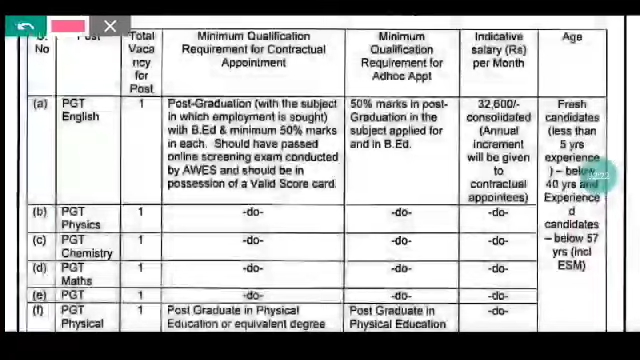 No
Post
Total Vaca ncy for Post
Minimum Qualification Requirement for Contractual Appointment
Minimum Qualification Requirement for Adhoc Appt
Indicative salary (Rs) per Month
Age
(a)
PGT English
1
Post-Graduation (with the subject
in which employment is sought)
with B.Ed & minimum 50% marks
in each. Should have passed
online screening exam conducted
by AWES and should be in
possession of a Valid Score card.
50% marks in post-
Graduation in the
subject applied for
and in B.Ed.
32,600/-
consolidated
(Annual
increment
will be given
to
contractual
appointees)
Fresh
candidates
(less than
5 yrs
experience
) – below
40 yrs and
Experience
d
candidates
– below 57
yrs (incl
ESM)
(b) PGT Physics 1 -do- -do- -do-
(c) PGT Chemistry 1 -do- -do- -do-
(d) PGT Maths 1 -do- -do- -do-
(e) PGT 1 -do- -do- -do-
(f) PGT Physical 1
Post Graduate in Physical
Education or equivalent degree
Post Graduate in
Physical Education
-do-